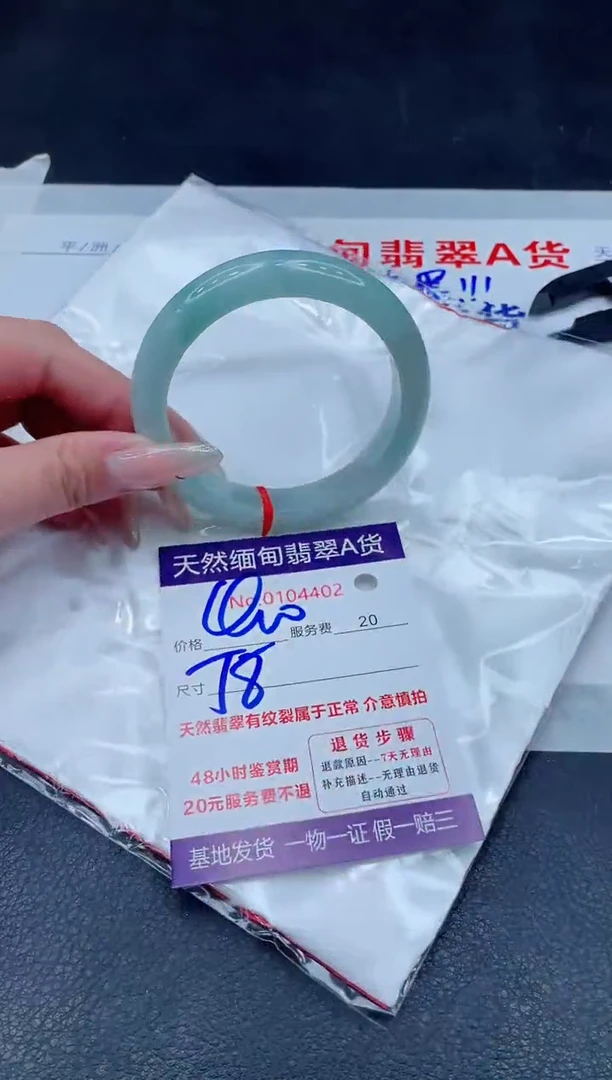 平/洲/
甸翡翠A货
天然缅甸翡翠A货
No:0104402
价格 服务费 20
尺寸 58
天然翡翠有纹裂属于正常 介意慎拍
48小时鉴赏期
20元服务费不退
退货步骤
退款原因--7天无理由
补充描述--无理由退货
自动通过
基地发货 一物一证 假一赔三